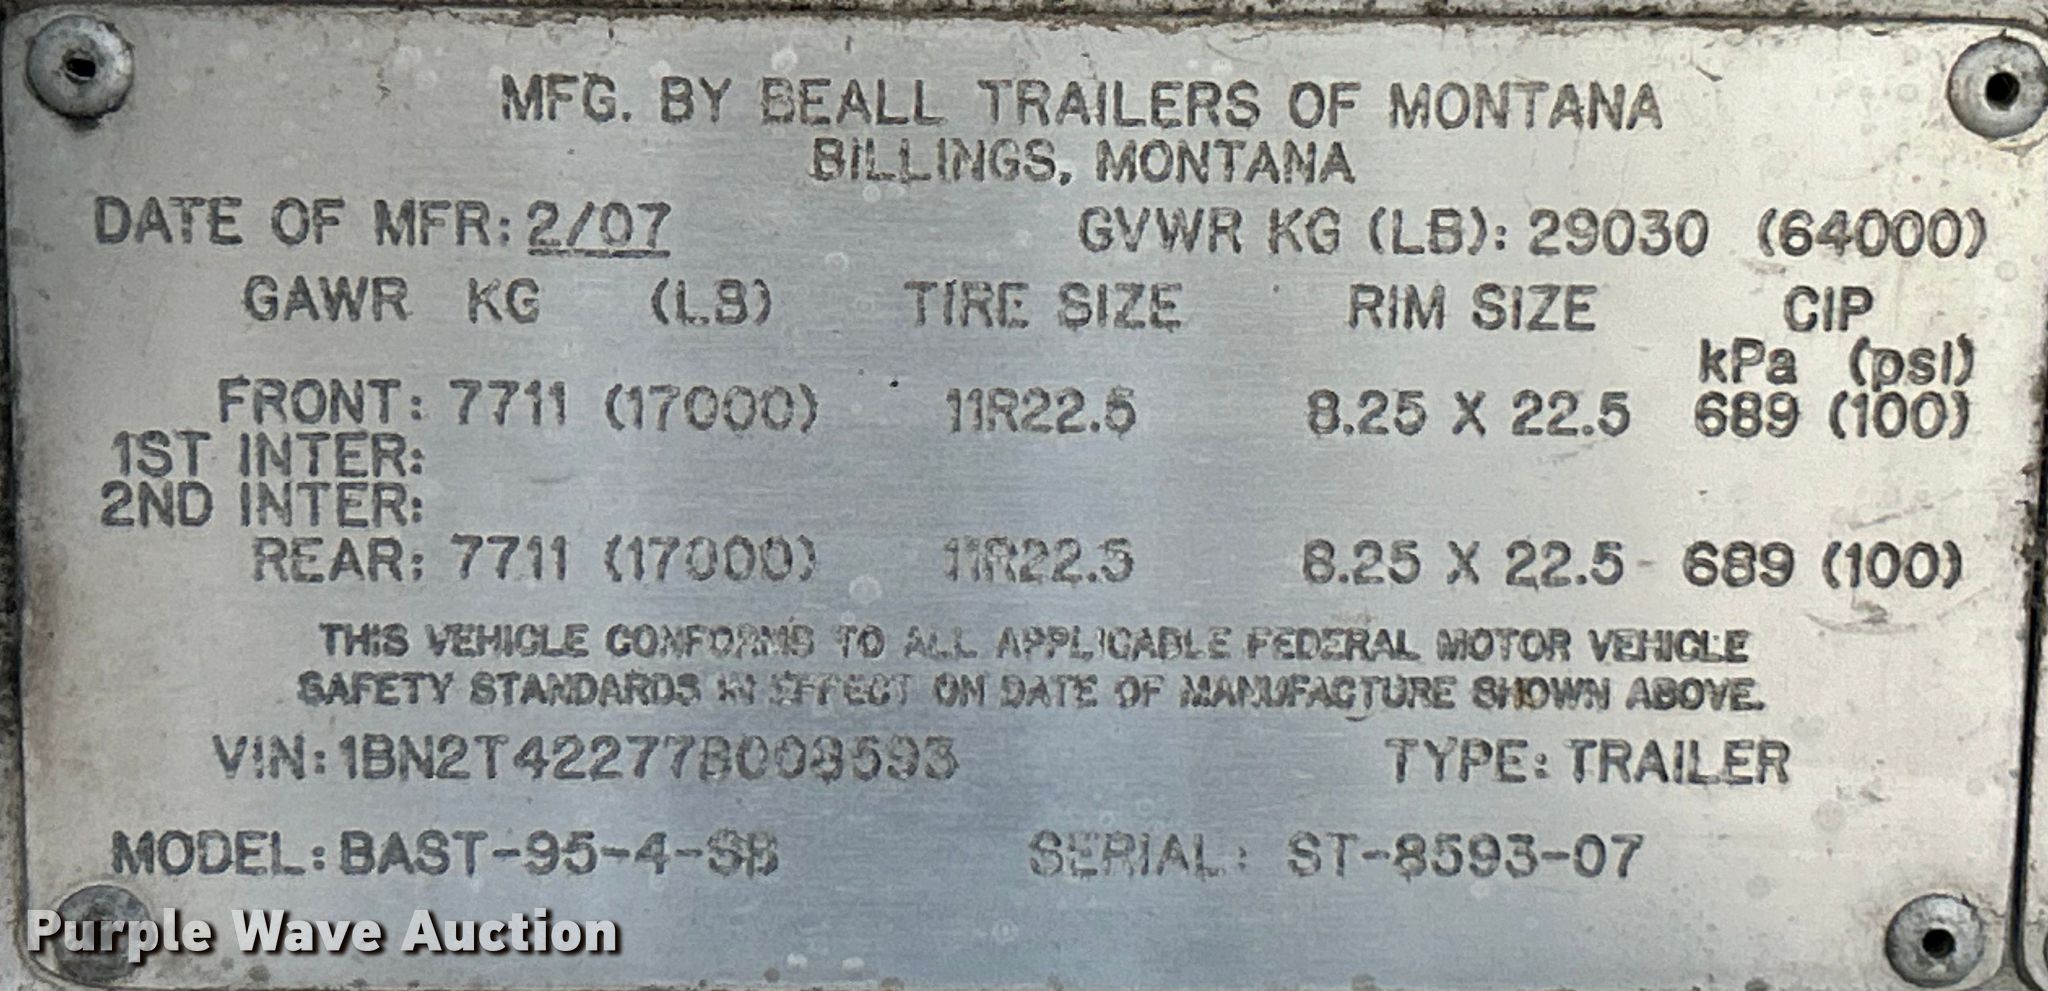 MFG. BY BEALL TRAILERS OF MONTANA
BILLINGS, MONTANA
DATE OF MFR: 2/07 GVWR KG (LB): 29030 (64000)
GAWR KG (LB) TIRE SIZE RIM SIZE CIP
kPa (psi)
FRONT: 7711 (17000) 11R22.5 8.25 X 22.5 689 (100)
1ST INTER:
2ND INTER:
REAR: 7711 (17000) 11R22.5 8.25 X 22.5 689 (100)
THIS VEHICLE CONFORMS TO ALL APPLICABLE FEDERAL MOTOR VEHICLE
SAFETY STANDARDS IN EFFECT ON DATE OF MANUFACTURE SHOWN ABOVE.
VIN: 1BN2T42277B008593 TYPE: TRAILER
MODEL: BAST-95-4-SB SERIAL: ST-8593-07
Purple Wave Auction